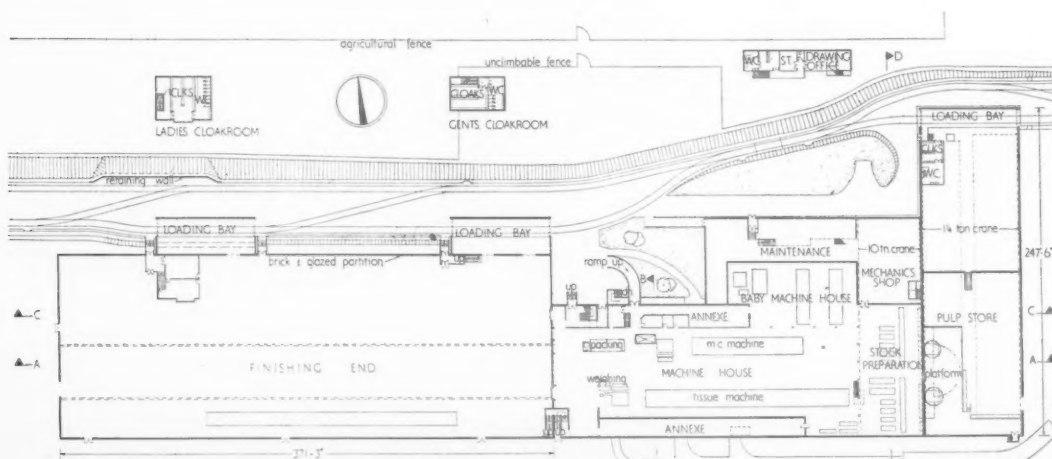 agricultural fence
unclimbable fence
WC
ST.
DRAWING
OFFICE
D
CLKS
WC
LADIES CLOAKROOM
CLOAKS
WC
GENTS CLOAKROOM
LOADING BAY
retaining wall
CLKS
WC
1¼ ton crane
LOADING BAY
LOADING BAY
brick & glazed partition
MAINTENANCE
10 tn. crane
MECHANICS
SHOP
247'-6"
ramp up
B
up
BABY MACHINE HOUSE
ANNEXE
PULP STORE
C
C
packing
m.c machine
STOCK
PREPARATION
A
A
FINISHING END
MACHINE HOUSE
platform
weighing
tissue machine
ANNEXE
371'-3"